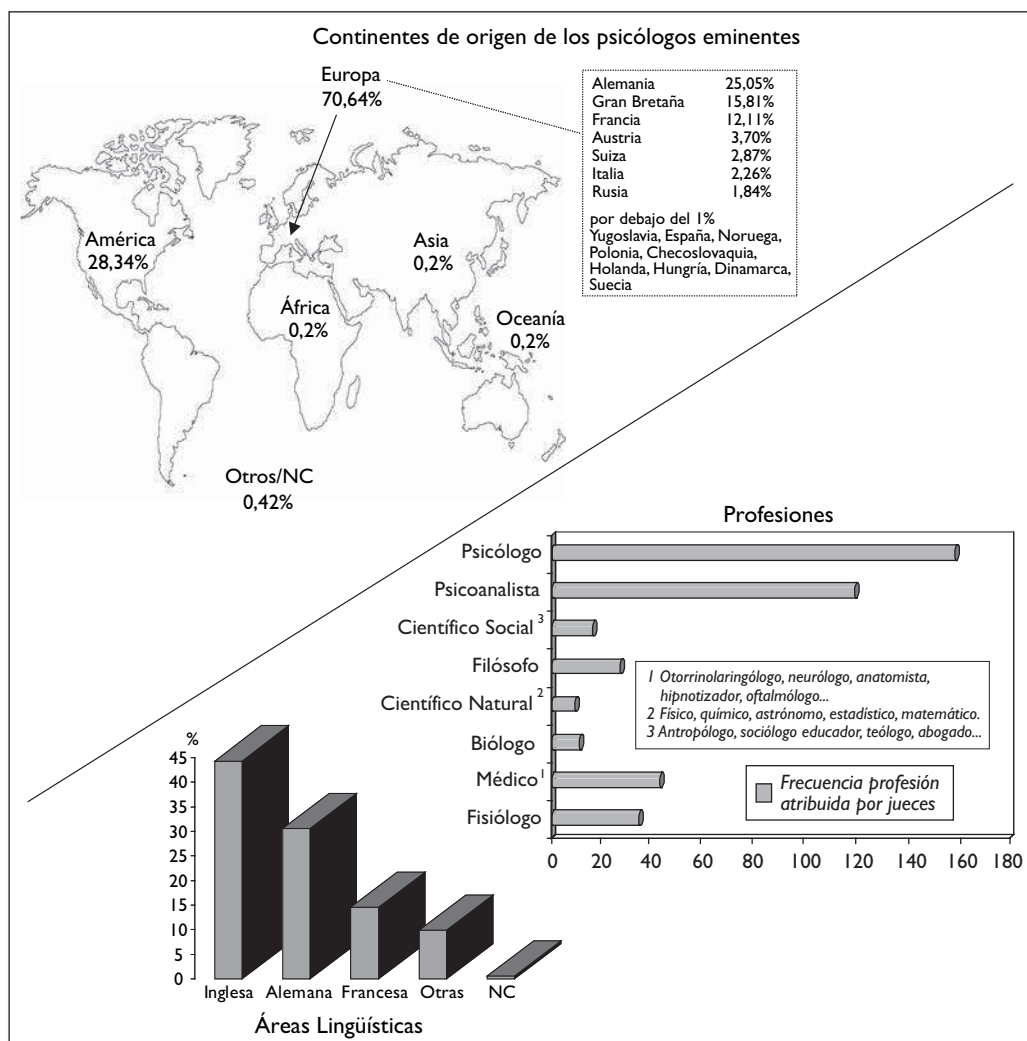 Continentes de origen de los psicólogos eminentes
Europa
70,64%
Alemania 25,05%
Gran Bretaña 15,81%
Francia 12,11%
Austria 3,70%
Suiza 2,87%
Italia 2,26%
Rusia 1,84%
por debajo del 1%
Yugoslavia, España, Noruega,
Polonia, Checoslovaquia,
Holanda, Hungría, Dinamarca,
Suecia
América
28,34%
Asia
0,2%
África
0,2%
Oceanía
0,2%
Otros/NC
0,42%
Profesiones
Psicólogo
Psicoanalista
Científico Social 3
Filósofo
Científico Natural 2
Biólogo
Médico 1
Fisiólogo
1 Otorrinolaringólogo, neurólogo, anatomista,
hipnotizador, oftalmólogo...
2 Físico, químico, astrónomo, estadístico, matemático.
3 Antropólogo, sociólogo educador, teólogo, abogado...
Frecuencia profesión
atribuida por jueces
0 20 40 60 80 100 120 140 160 180
%
45
40
35
30
25
20
15
10
5
0
Inglesa Alemana Francesa Otras NC
Áreas Lingüísticas